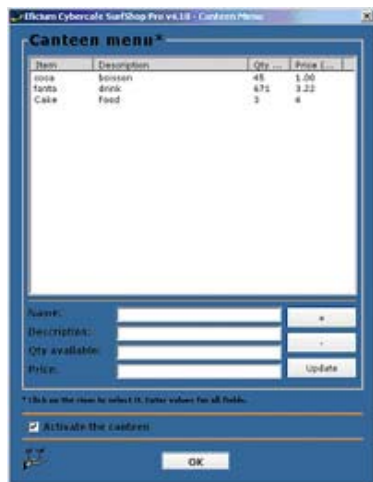 Eficium Cybercafe SurfShop Pro v4.10 - Canteen Menu
Canteen menu*
Item Description Qty ... Price (...
coca boisson 45 1.00
fanta drink 671 3.22
Cake Food 3 6
Name:
+
Description:
-
Qty available:
Price:
Update
* Click on the item to select it. Enter values for all fields.
Activate the canteen
OK